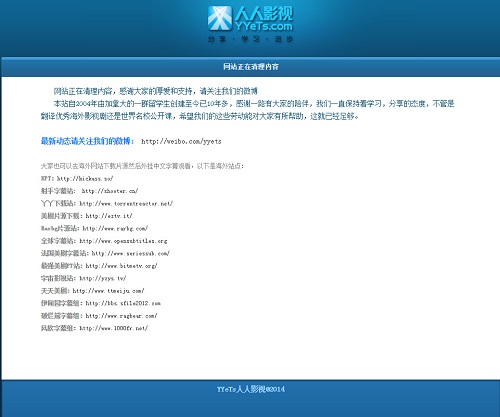 人人影视
YYeTs.com
分享·学习·进步
网站正在清理内容
网站正在清理内容，感谢大家的厚爱和支持，请关注我们的微博
本站自2004年由加拿大的一群留学生创建至今已10年多，感谢一路有大家的陪伴，我们一直保持着学习，分享的态度，不管是
翻译优秀海外影视剧还是世界名校公开课，希望我们的这些劳动能对大家有所帮助，这就已经足够。
最新动态请关注我们的微博： http://weibo.com/yyets
大家也可以去海外网站下载片源然后外挂中文字幕观看，以下是海外站点：
http://kickass.so/
射手字幕站： http://shooter.cn/
丫丫下载站：http://www.torrentreactor.net/
美剧片源下载：http://eztv.it/
Rarbg片源站：http://www.rarbg.com/
全球字幕站：http://www.opensubtitles.org
法国美剧字幕站：http://www.seriessub.com/
最强美剧PT站：http://www.bitmetv.org/
宇宙影视站：http://yzys.tv/
天天美剧：http://www.ttmeiju.com/
伊甸园字幕组：http://bbs.sfile2012.com
破烂熊字幕组：http://www.ragbear.com/
风软字幕组：http://www.1000fr.net/
YYeTs人人影视©2014